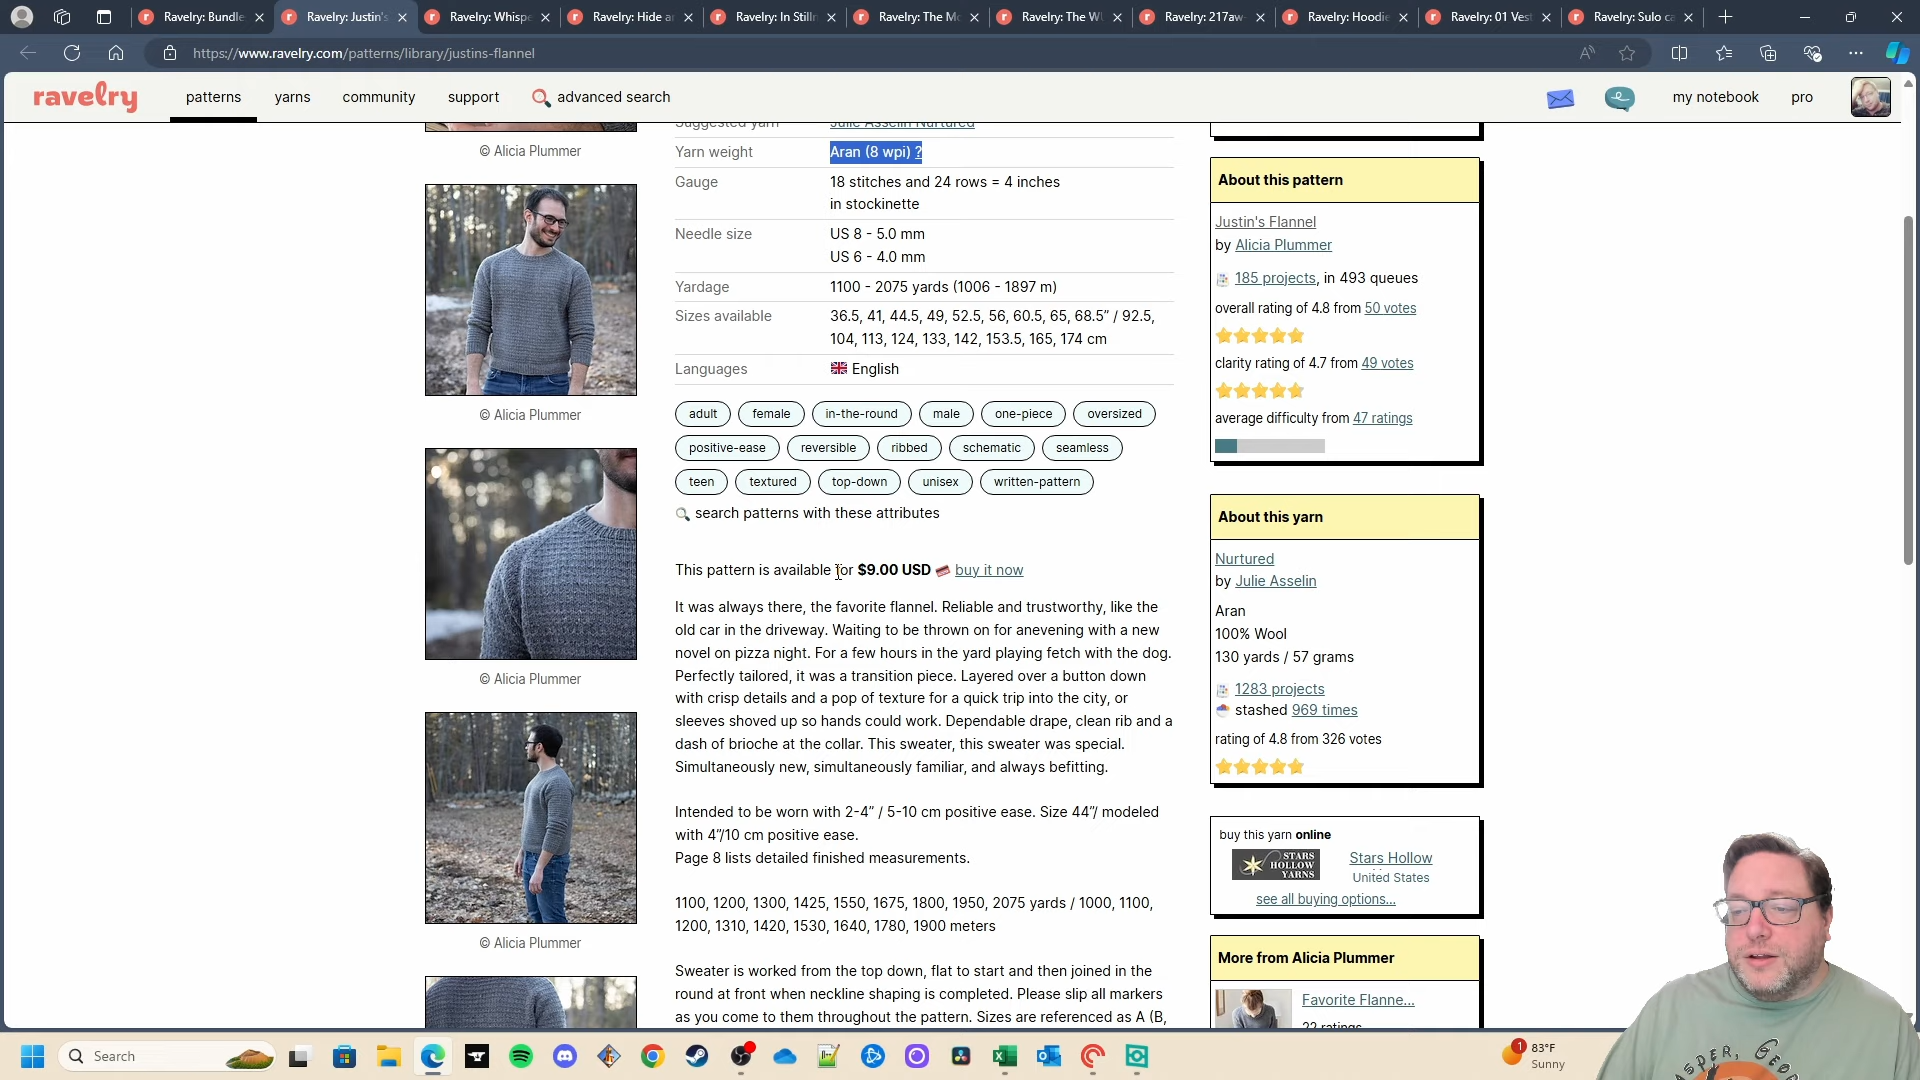 Ravelry: Bundle
Ravelry: Justin's
Ravelry: Whispe
Ravelry: Hide ar
Ravelry: In Stilln
Ravelry: The Mo
Ravelry: The W
Ravelry: 217aw-
Ravelry: Hoodie
Ravelry: 01 Vest
Ravelry: Sulo ca
https://www.ravelry.com/patterns/library/justins-flannel
ravelry
patterns
yarns
community
support
advanced search
my notebook
pro
© Alicia Plummer
© Alicia Plummer
© Alicia Plummer
© Alicia Plummer
Suggested yarn Julie Asselin Nurtured
Yarn weight Aran (8 wpi) ?
Gauge 18 stitches and 24 rows = 4 inches
in stockinette
Needle size US 8 - 5.0 mm
US 6 - 4.0 mm
Yardage 1100 - 2075 yards (1006 - 1897 m)
Sizes available 36.5, 41, 44.5, 49, 52.5, 56, 60.5, 65, 68.5” / 92.5,
104, 113, 124, 133, 142, 153.5, 165, 174 cm
Languages English
adult female in-the-round male one-piece oversized
positive-ease reversible ribbed schematic seamless
teen textured top-down unisex written-pattern
search patterns with these attributes
This pattern is available for $9.00 USD buy it now
It was always there, the favorite flannel. Reliable and trustworthy, like the
old car in the driveway. Waiting to be thrown on for anevening with a new
novel on pizza night. For a few hours in the yard playing fetch with the dog.
Perfectly tailored, it was a transition piece. Layered over a button down
with crisp details and a pop of texture for a quick trip into the city, or
sleeves shoved up so hands could work. Dependable drape, clean rib and a
dash of brioche at the collar. This sweater, this sweater was special.
Simultaneously new, simultaneously familiar, and always befitting.
Intended to be worn with 2-4” / 5-10 cm positive ease. Size 44”/ modeled
with 4”/10 cm positive ease.
Page 8 lists detailed finished measurements.
1100, 1200, 1300, 1425, 1550, 1675, 1800, 1950, 2075 yards / 1000, 1100,
1200, 1310, 1420, 1530, 1640, 1780, 1900 meters
Sweater is worked from the top down, flat to start and then joined in the
round at front when neckline shaping is completed. Please slip all markers
as you come to them throughout the pattern. Sizes are referenced as A (B,
About this pattern
Justin's Flannel
by Alicia Plummer
185 projects, in 493 queues
overall rating of 4.8 from 50 votes
clarity rating of 4.7 from 49 votes
average difficulty from 47 ratings
About this yarn
Nurtured
by Julie Asselin
Aran
100% Wool
130 yards / 57 grams
1283 projects
stashed 969 times
rating of 4.8 from 326 votes
buy this yarn online
STARS
HOLLOW
YARNS
Stars Hollow
United States
see all buying options...
More from Alicia Plummer
Favorite Flanne...
22 ratings
Search
1
83°F
Sunny